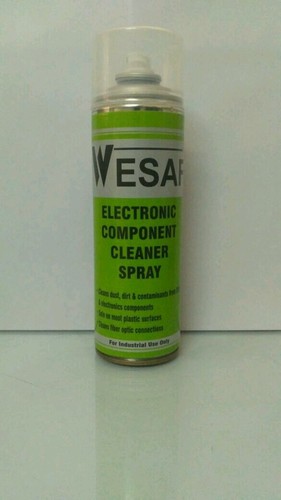 WESAF
ELECTRONIC
COMPONENT
CLEANER
SPRAY
Cleans dust, dirt & contaminants from
& electronics components
Safe on most plastic surfaces
fiber optic connections
For Industrial Use Only